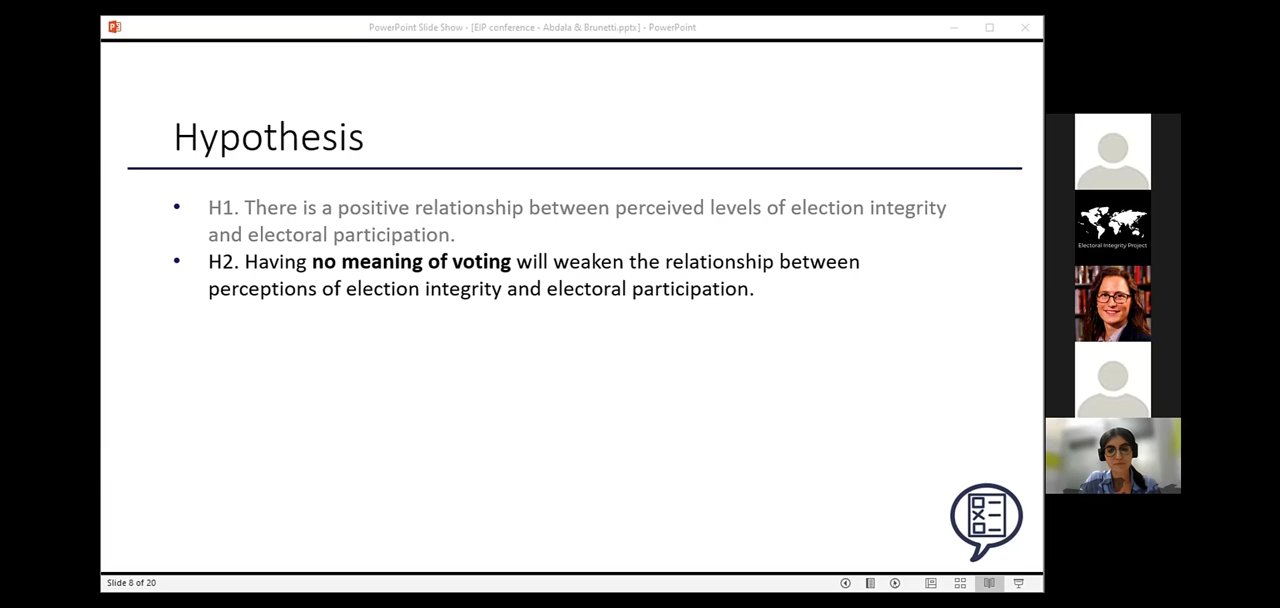 PowerPoint Slide Show - [EIP conference - Abdala & Brunetti.pptx] - PowerPoint
Hypothesis
• H1. There is a positive relationship between perceived levels of election integrity
and electoral participation.
• H2. Having no meaning of voting will weaken the relationship between
perceptions of election integrity and electoral participation.
Electoral Integrity Project
Slide 8 of 20